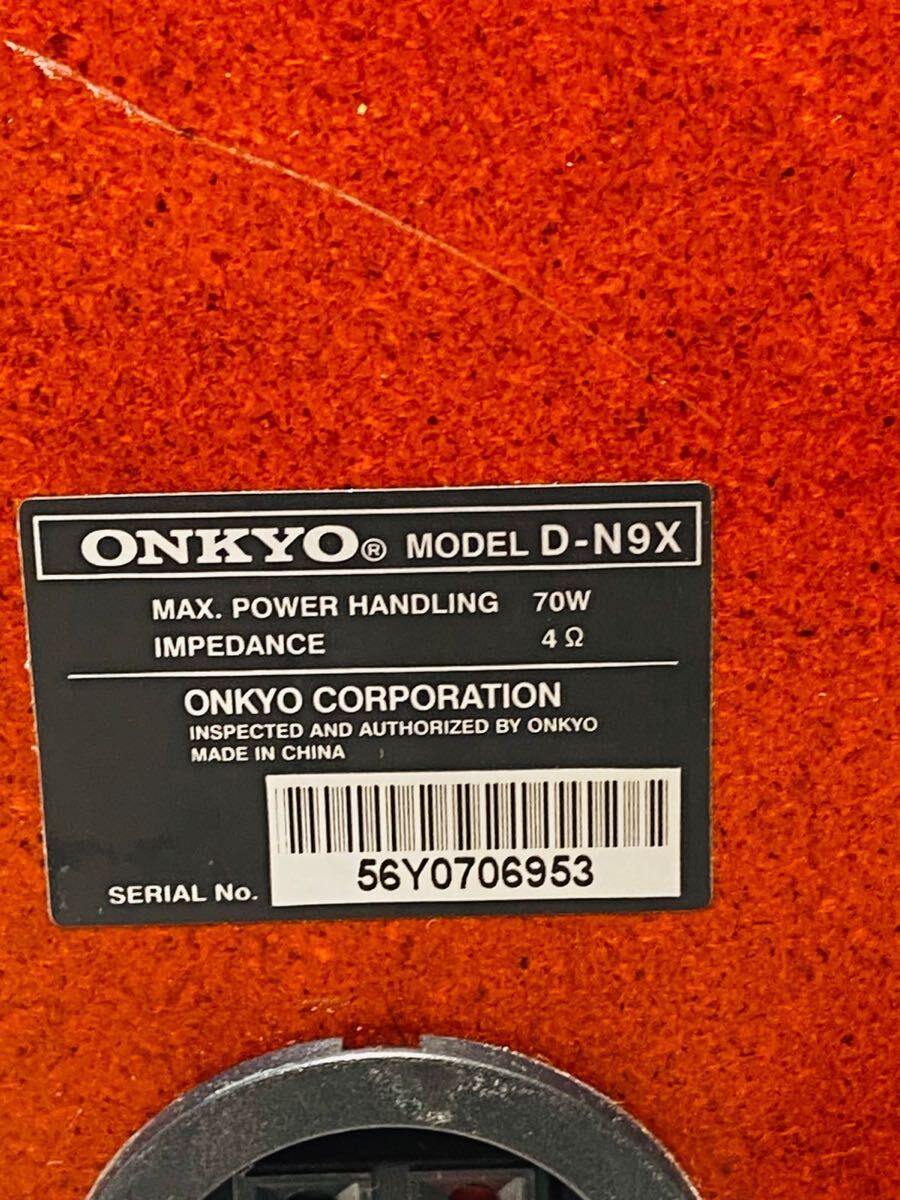 ONKYO® MODEL D-N9X
MAX. POWER HANDLING 70W
IMPEDANCE 4Ω
ONKYO CORPORATION
INSPECTED AND AUTHORIZED BY ONKYO
MADE IN CHINA
56Y0706953
SERIAL No.